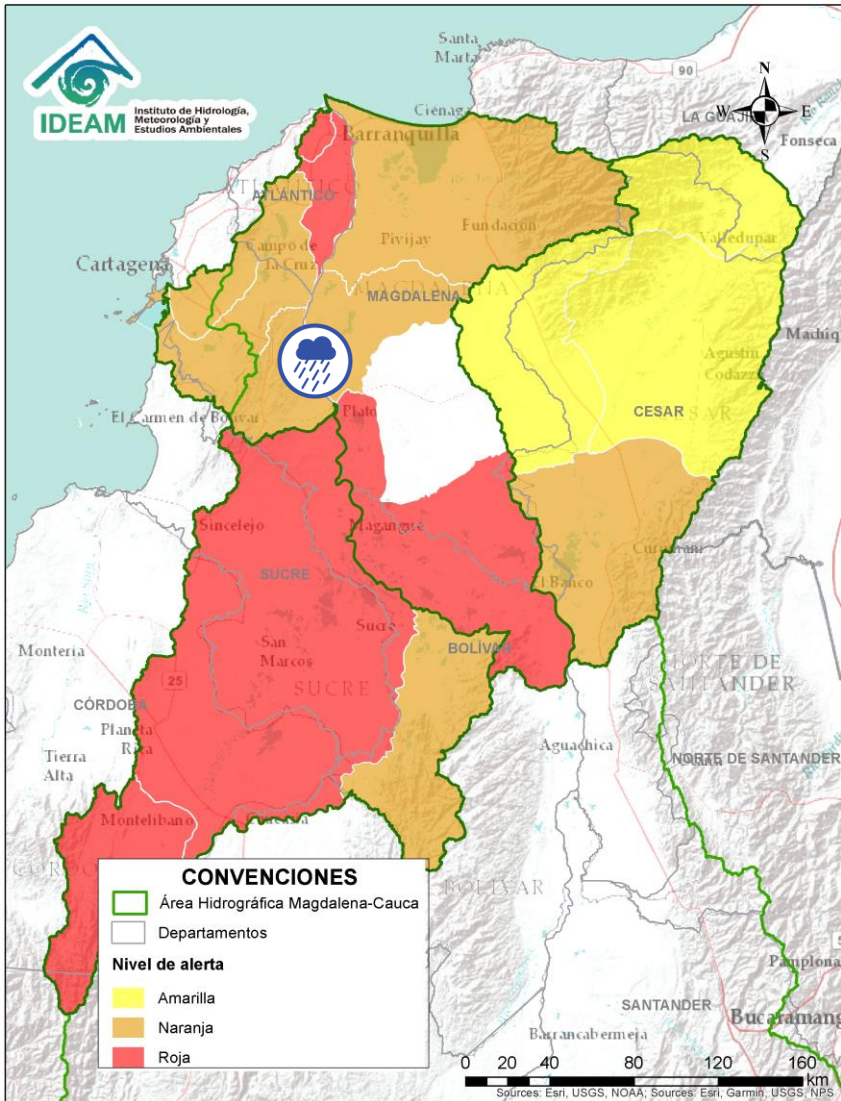 IDEAM
Instituto de Hidrología,
Meteorología y
Estudios Ambientales
Santa
Marta
90
N
W
E
S
LA GUAJIRA
Fonseca
Ciénaga
Barranquilla
ATLÁNTICO
Fundación
Campo de
la Cruz
Pivijay
Valledupar
Cartagena
MAGDALENA
Agustín
Codazzi
Plato
El Carmen de Bolívar
CESAR
Sincelejo
Magangue
Curumaní
SUCRE
El Banco
San
Marcos
Sucre
BOLÍVAR
Montería
25
SUCRE
NORTE DE
SANTANDER
CÓRDOBA
Planeta
Rica
Tierra
Alta
Aguachica
NORTE DE SANTANDER
Montelíbano
BOLÍVAR
CONVENCIONES
Área Hidrográfica Magdalena-Cauca
Departamentos
Nivel de alerta
Amarilla
Naranja
Roja
Pamplona
SANTANDER
Barrancabermeja
0 20 40 80 120 160
km
Sources: Esri, USGS, NOAA; Sources: Esri, Garmin, USGS, NPS